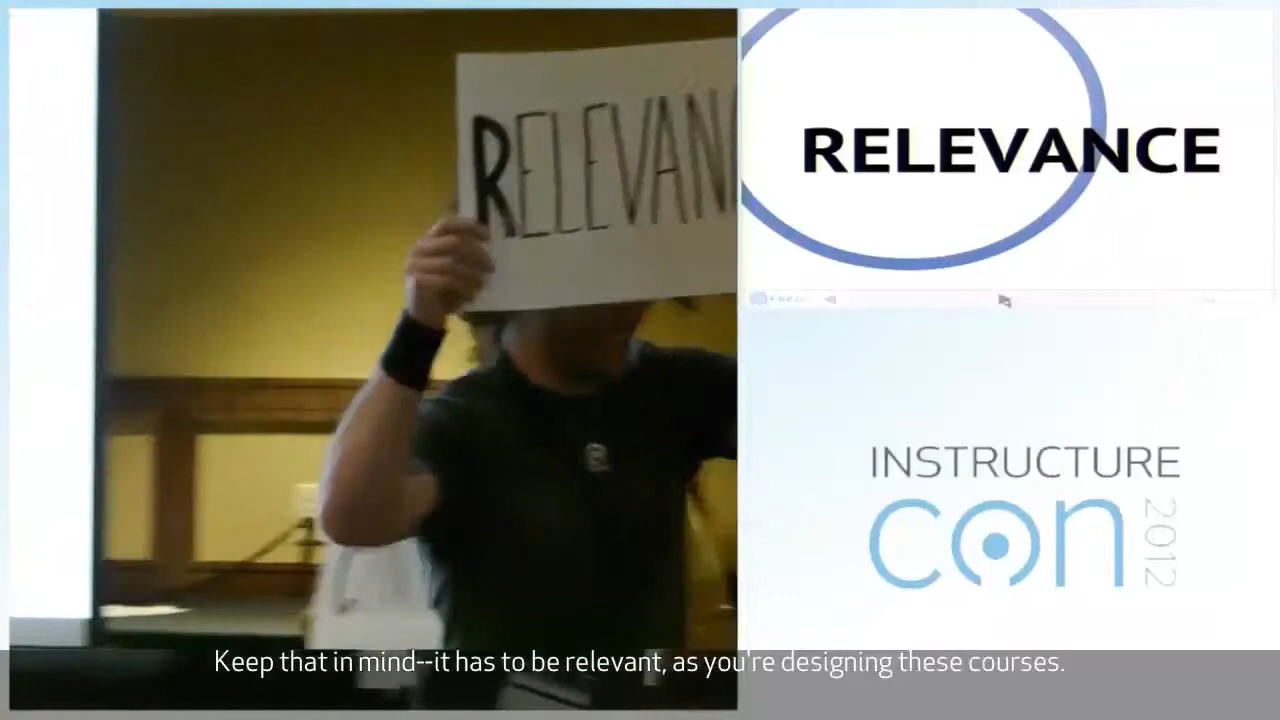 RELEVANC
RELEVANCE
INSTRUCTURE
con 2012
Keep that in mind--it has to be relevant, as you're designing these courses.